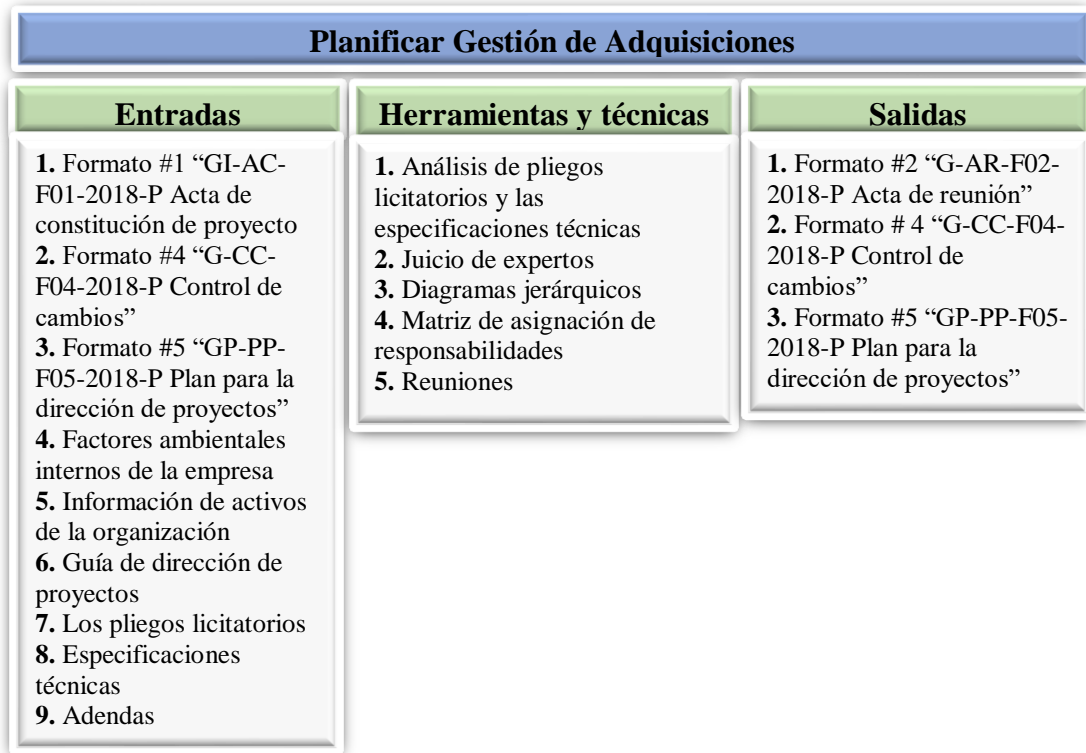 Planificar Gestión de Adquisiciones
Entradas
1. Formato #1 “GI-AC-
F01-2018-P Acta de
constitución de proyecto
2. Formato #4 “G-CC-
F04-2018-P Control de
cambios”
3. Formato #5 “GP-PP-
F05-2018-P Plan para la
dirección de proyectos”
4. Factores ambientales
internos de la empresa
5. Información de activos
de la organización
6. Guía de dirección de
proyectos
7. Los pliegos licitatorios
8. Especificaciones
técnicas
9. Adendas
Herramientas y técnicas
1. Análisis de pliegos
licitatorios y las
especificaciones técnicas
2. Juicio de expertos
3. Diagramas jerárquicos
4. Matriz de asignación de
responsabilidades
5. Reuniones
Salidas
1. Formato #2 “G-AR-F02-
2018-P Acta de reunión”
2. Formato # 4 “G-CC-F04-
2018-P Control de
cambios”
3. Formato #5 “GP-PP-F05-
2018-P Plan para la
dirección de proyectos”